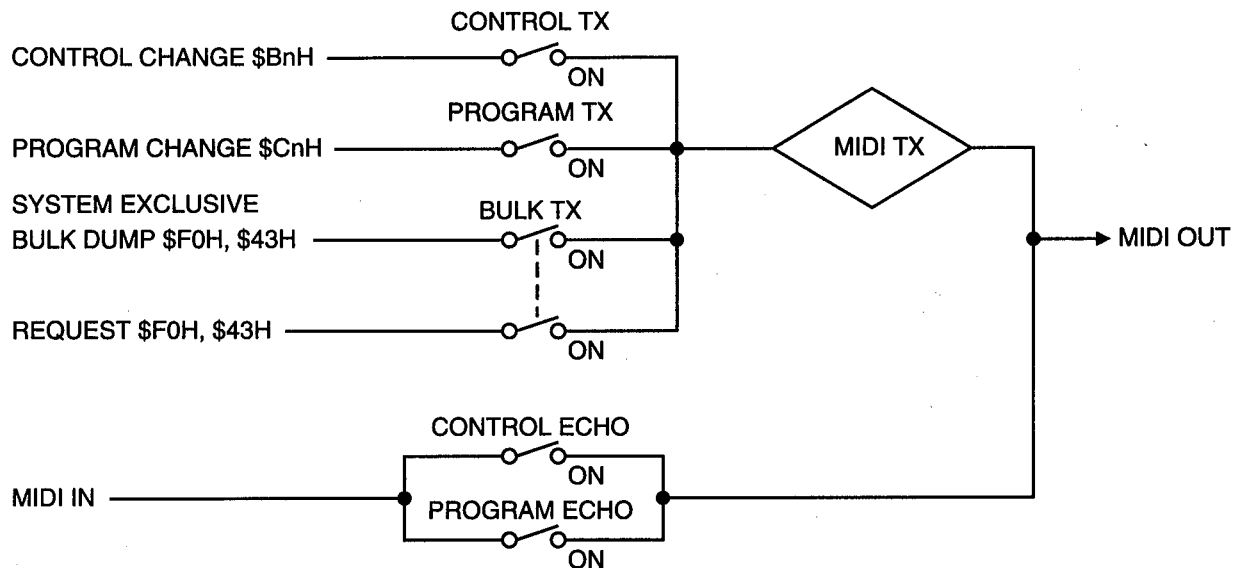 CONTROL TX
CONTROL CHANGE $BnH
ON
PROGRAM TX
PROGRAM CHANGE $CnH
ON
MIDI TX
SYSTEM EXCLUSIVE
BULK TX
BULK DUMP $F0H, $43H
ON
MIDI OUT
REQUEST $F0H, $43H
ON
CONTROL ECHO
ON
MIDI IN
PROGRAM ECHO
ON